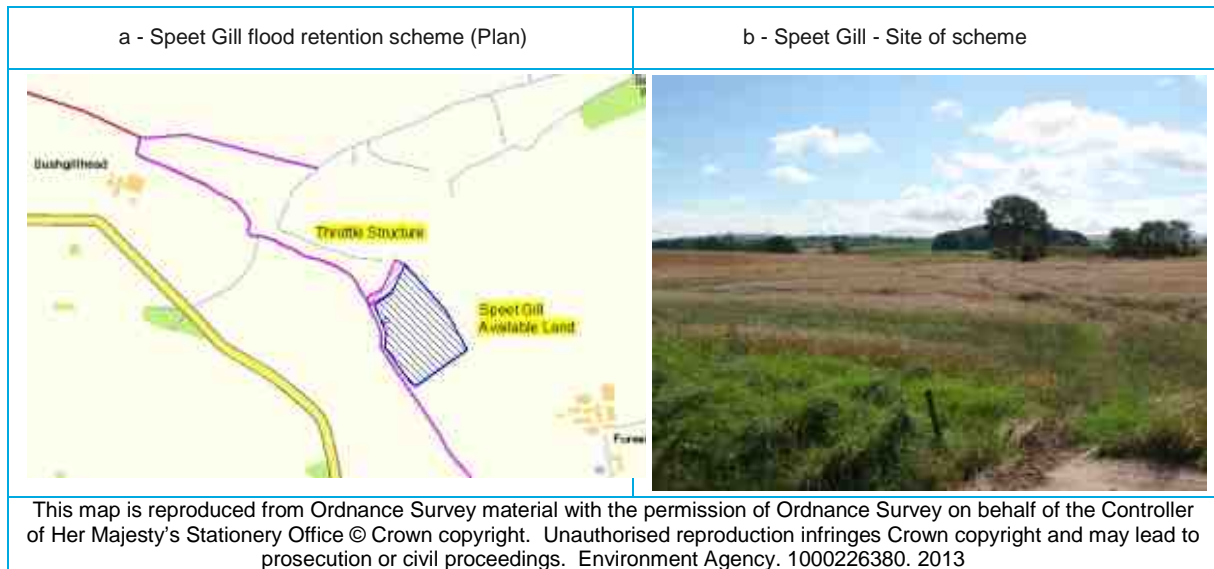 a - Speet Gill flood retention scheme (Plan)
b - Speet Gill - Site of scheme
Bushgillhead
Throttle Structure
Speet Gill
Available Land
This map is reproduced from Ordnance Survey material with the permission of Ordnance Survey on behalf of the Controller
of Her Majesty's Stationery Office © Crown copyright. Unauthorised reproduction infringes Crown copyright and may lead to
prosecution or civil proceedings. Environment Agency. 1000226380. 2013